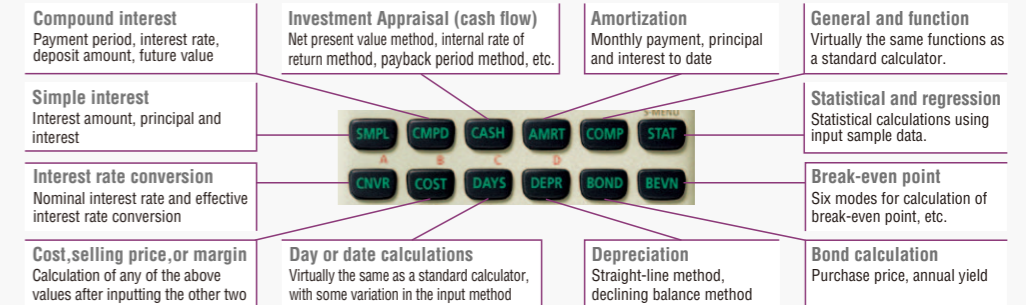 Compound interest
Payment period, interest rate,
deposit amount, future value
Investment Appraisal (cash flow)
Net present value method, internal rate of
return method, payback period method, etc.
Amortization
Monthly payment, principal
and interest to date
General and function
Virtually the same functions as
a standard calculator.
Simple interest
Interest amount, principal and
interest
S-MENU
SMPL CMPD CASH AMRT COMP STAT
A B C D
CNVR COST DAYS DEPR BOND BEVN
Statistical and regression
Statistical calculations using
input sample data.
Interest rate conversion
Nominal interest rate and effective
interest rate conversion
Break-even point
Six modes for calculation of
break-even point, etc.
Cost,selling price,or margin
Calculation of any of the above
values after inputting the other two
Day or date calculations
Virtually the same as a standard calculator,
with some variation in the input method
Depreciation
Straight-line method,
declining balance method
Bond calculation
Purchase price, annual yield